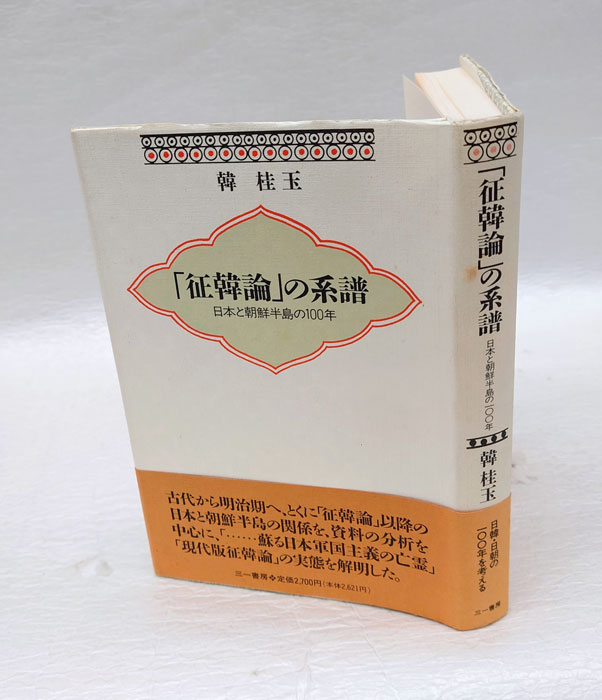 韓 桂玉
「征韓論」の系譜
日本と朝鮮半島の100年
古代から明治期へ、とくに「征韓論」以降の
日本と朝鮮半島の関係を、資料の分析を
中心に、「……蘇る日本軍国主義の亡霊」
「現代版征韓論」の実態を解明した。
三一書房❖定価2,700円(本体2,621円)
「征韓論」の系譜
日本と朝鮮半島の一〇〇年
韓 桂玉
日韓・日朝の
一〇〇年を考える
三一書房